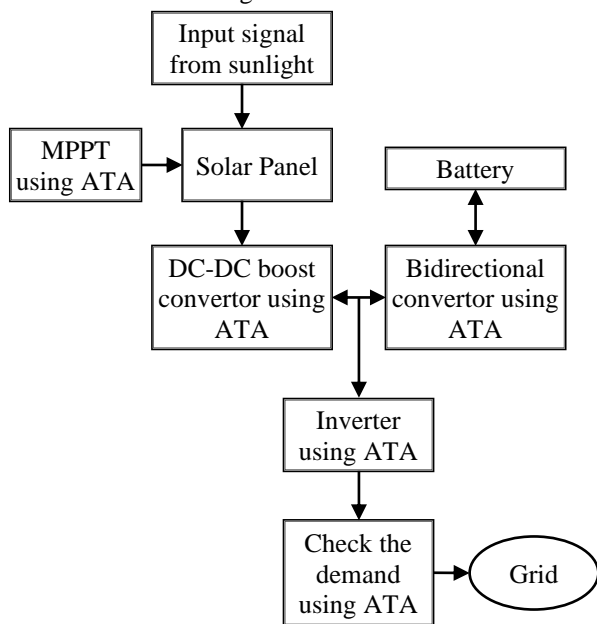 Input signal
from sunlight
MPPT
using ATA
Solar Panel
Battery
DC-DC boost
convertor using
ATA
Bidirectional
convertor using
ATA
Inverter
using ATA
Check the
demand
using ATA
Grid